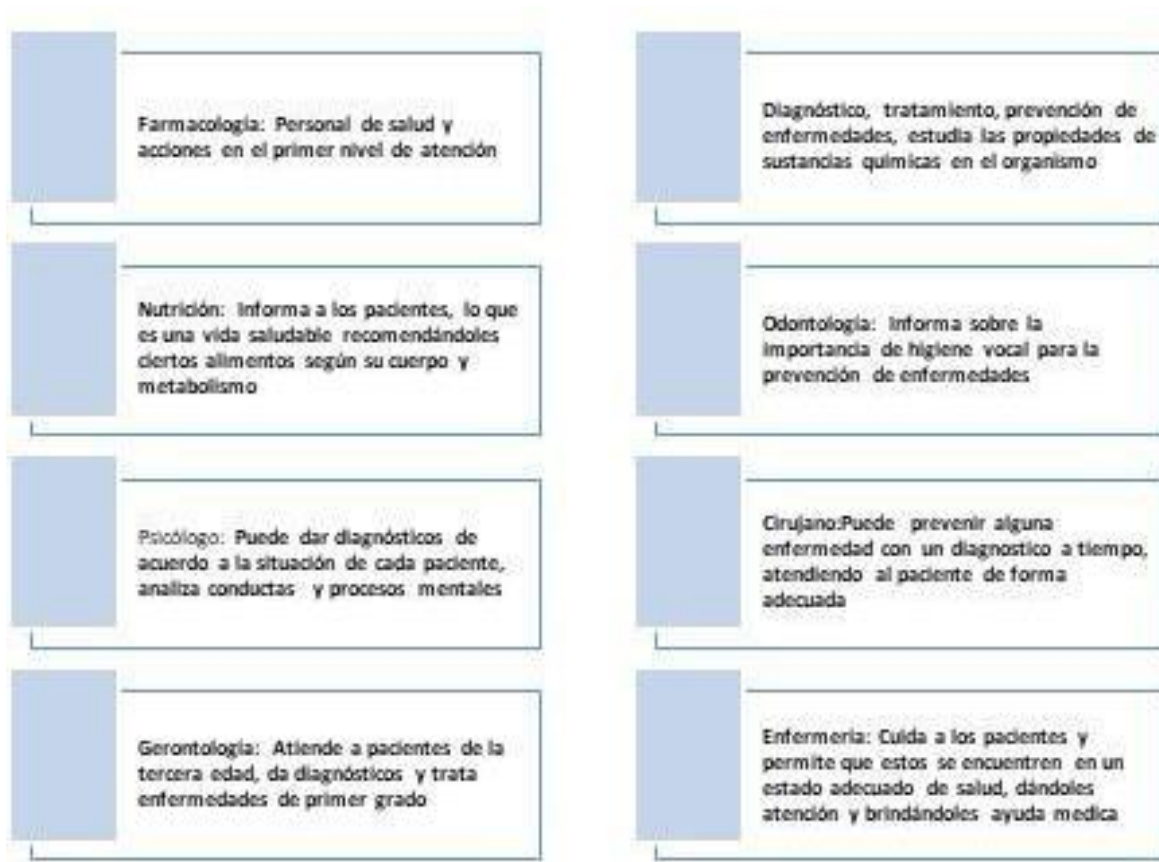 Farmacología: Personal de salud y
acciones en el primer nivel de atención
Diagnóstico, tratamiento, prevención de
enfermedades, estudia las propiedades de
sustancias químicas en el organismo
Nutrición: Informa a los pacientes, lo que
es una vida saludable recomendándoles
ciertos alimentos según su cuerpo y
metabolismo
Odontología: Informa sobre la
importancia de higiene vocal para la
prevención de enfermedades
Psicólogo: Puede dar diagnósticos de
acuerdo a la situación de cada paciente,
analiza conductas y procesos mentales
Cirujano:Puede prevenir alguna
enfermedad con un diagnostico a tiempo,
atendiendo al paciente de forma
adecuada
Gerontología: Atiende a pacientes de la
tercera edad, da diagnósticos y trata
enfermedades de primer grado
Enfermería: Cuida a los pacientes y
permite que estos se encuentren en un
estado adecuado de salud, dándoles
atención y brindándoles ayuda medica